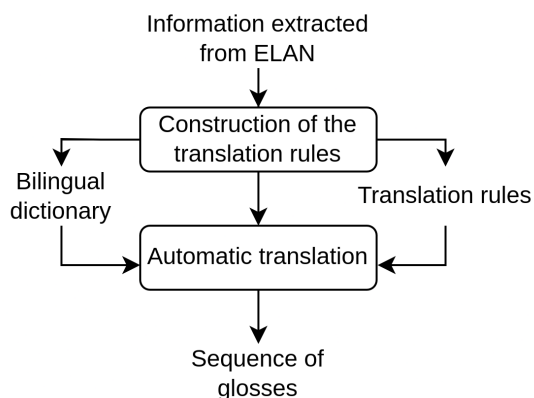 Information extracted
from ELAN
Construction of the
translation rules
Bilingual
dictionary
Translation rules
Automatic translation
Sequence of
glosses